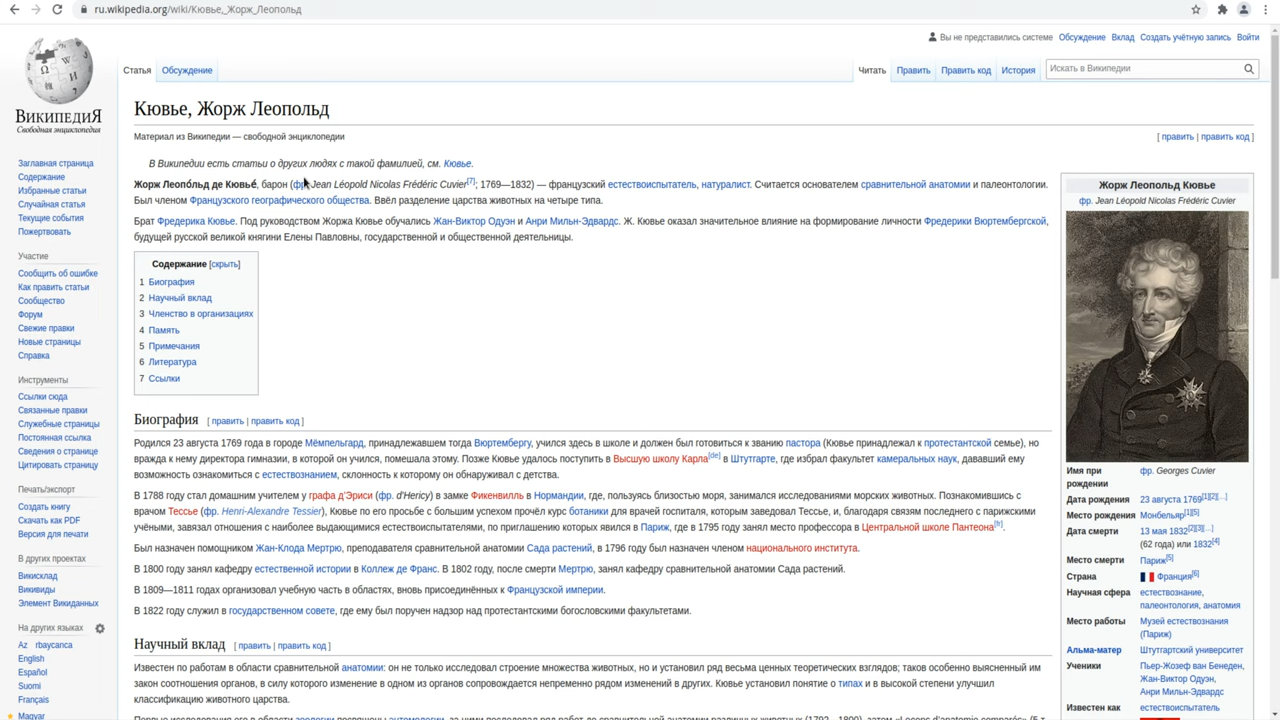 ru.wikipedia.org/wiki/Кювье,_Жорж_Леопольд
Вы не представились системе Обсуждение Вклад Создать учётную запись Войти
ВикипедиЯ
Свободная энциклопедия
Статья Обсуждение
Читать Править Править код История Искать в Википедии
Кювье, Жорж Леопольд
Материал из Википедии — свободной энциклопедии
[ править | править код ]
В Википедии есть статьи о других людях с такой фамилией, см. Кювье.
Жорж Леопо́льд де Кювье́, барон (фр. Jean Léopold Nicolas Frédéric Cuvier[7]; 1769—1832) — французский естествоиспытатель, натуралист. Считается основателем сравнительной анатомии и палеонтологии.
Был членом Французского географического общества. Ввёл разделение царства животных на четыре типа.
Брат Фредерика Кювье. Под руководством Жоржа Кювье обучались Жан-Виктор Одуэн и Анри Мильн-Эдвардс. Ж. Кювье оказал значительное влияние на формирование личности Фредерики Вюртембергской,
будущей русской великой княгини Елены Павловны, государственной и общественной деятельницы.
Содержание [скрыть]
1 Биография
2 Научный вклад
3 Членство в организациях
4 Память
5 Примечания
6 Литература
7 Ссылки
Биография [ править | править код ]
Родился 23 августа 1769 года в городе Мёмпельгард, принадлежавшем тогда Вюртембергу, учился здесь в школе и должен был готовиться к званию пастора (Кювье принадлежал к протестантской семье), но
вражда к нему директора гимназии, в которой он учился, помешала этому. Позже Кювье удалось поступить в Высшую школу Карла[de] в Штутгарте, где избрал факультет камеральных наук, дававший ему
возможность ознакомиться с естествознанием, склонность к которому он обнаруживал с детства.
В 1788 году стал домашним учителем у графа д'Эриси (фр. d'Hericy) в замке Фикенвилль в Нормандии, где, пользуясь близостью моря, занимался исследованиями морских животных. Познакомившись с
врачом Тессье (фр. Henri-Alexandre Tessier), Кювье по его просьбе с большим успехом прочёл курс ботаники для врачей госпиталя, которым заведовал Тессье, и, благодаря связям последнего с парижскими
учёными, завязал отношения с наиболее выдающимися естествоиспытателями, по приглашению которых явился в Париж, где в 1795 году занял место профессора в Центральной школе Пантеона[fr].
Был назначен помощником Жан-Клода Мертрю, преподавателя сравнительной анатомии Сада растений, в 1796 году был назначен членом национального института.
В 1800 году занял кафедру естественной истории в Коллеж де Франс. В 1802 году, после смерти Мертрю, занял кафедру сравнительной анатомии Сада растений.
В 1809—1811 годах организовал учебную часть в областях, вновь присоединённых к Французской империи.
В 1822 году служил в государственном совете, где ему был поручен надзор над протестантскими богословскими факультетами.
Научный вклад [ править | править код ]
Известен по работам в области сравнительной анатомии: он не только исследовал строение множества животных, но и установил ряд весьма ценных теоретических взглядов; таков особенно выясненный им
закон соотношения органов, в силу которого изменение в одном из органов сопровождается непременно рядом изменений в других. Кювье установил понятие о типах и в высокой степени улучшил
классификацию животного царства.
Заглавная страница
Содержание
Избранные статьи
Случайная статья
Текущие события
Пожертвовать
Участие
Сообщить об ошибке
Как править статьи
Сообщество
Форум
Свежие правки
Новые страницы
Справка
Инструменты
Ссылки сюда
Связанные правки
Служебные страницы
Постоянная ссылка
Сведения о странице
Цитировать страницу
Печать/экспорт
Создать книгу
Скачать как PDF
Версия для печати
В других проектах
Викисклад
Викивиды
Элемент Викиданных
На других языках
Az rbaycanca
English
Español
Suomi
Français
Magyar
Жорж Леопольд Кювье
фр. Jean Léopold Nicolas Frédéric Cuvier
Имя при рождении фр. Georges Cuvier
Дата рождения 23 августа 1769[1][2][…]
Место рождения Монбельяр[1][5]
Дата смерти 13 мая 1832[2][3][…]
(62 года) или 1832[4]
Место смерти Париж[5]
Страна Франция[6]
Научная сфера естествознание,
палеонтология, анатомия
Место работы Музей естествознания
(Париж)
Альма-матер Штутгартский университет
Ученики Пьер-Жозеф ван Бенеден,
Жан-Виктор Одуэн,
Анри Мильн-Эдвардс
Известен как естествоиспытатель